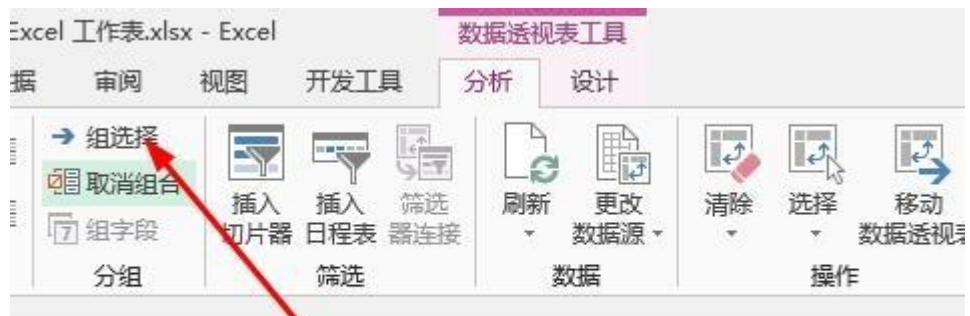 Excel 工作表.xlsx - Excel
数据透视表工具
据 审阅 视图 开发工具 分析 设计
组选择
取消组合
7 组字段
插入 插入 筛选 刷新 更改 清除 选择 移动
切片器 日程表 器连接 数据源 数据透视表
分组 筛选 数据 操作